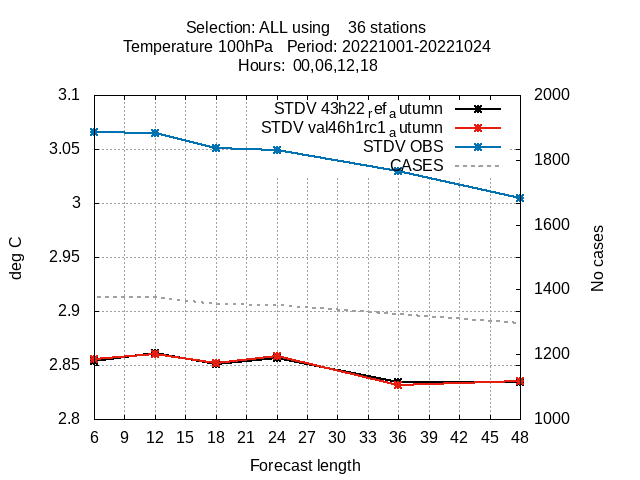 Selection: ALL using 36 stations
Temperature 100hPa Period: 20221001-20221024
Hours: 00,06,12,18
3.1
3.05
3
2.95
2.9
2.85
2.8
deg C
STDV 43h22ᵣefₐutumn
STDV val46h1rc1ₐutumn
STDV OBS
CASES
2000
1800
1600
1400
1200
1000
No cases
6 9 12 15 18 21 24 27 30 33 36 39 42 45 48
Forecast length